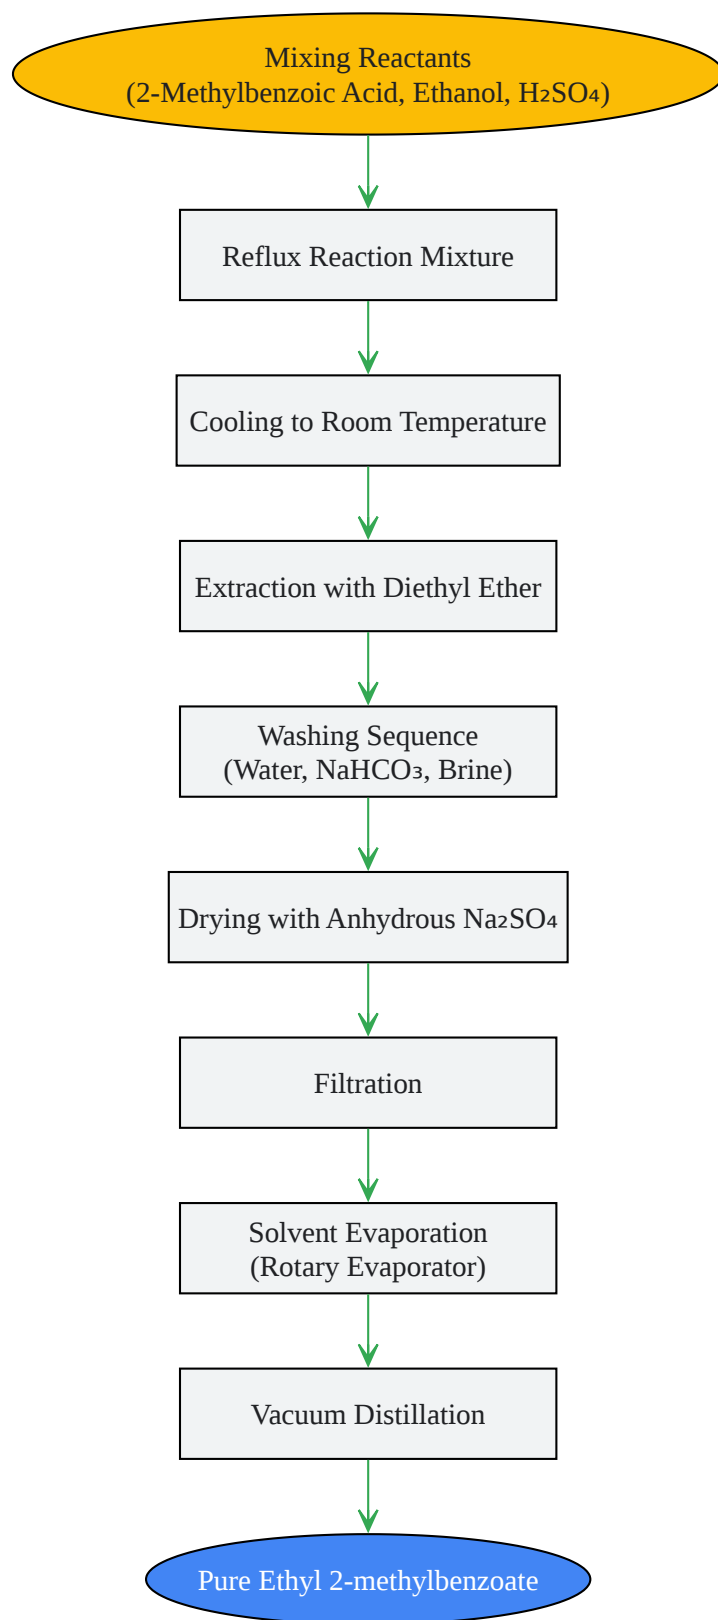 Mixing Reactants
(2-Methylbenzoic Acid, Ethanol, H₂SO₄)
Reflux Reaction Mixture
Cooling to Room Temperature
Extraction with Diethyl Ether
Washing Sequence
(Water, NaHCO₃, Brine)
Drying with Anhydrous Na₂SO₄
Filtration
Solvent Evaporation
(Rotary Evaporator)
Vacuum Distillation
Pure Ethyl 2-methylbenzoate